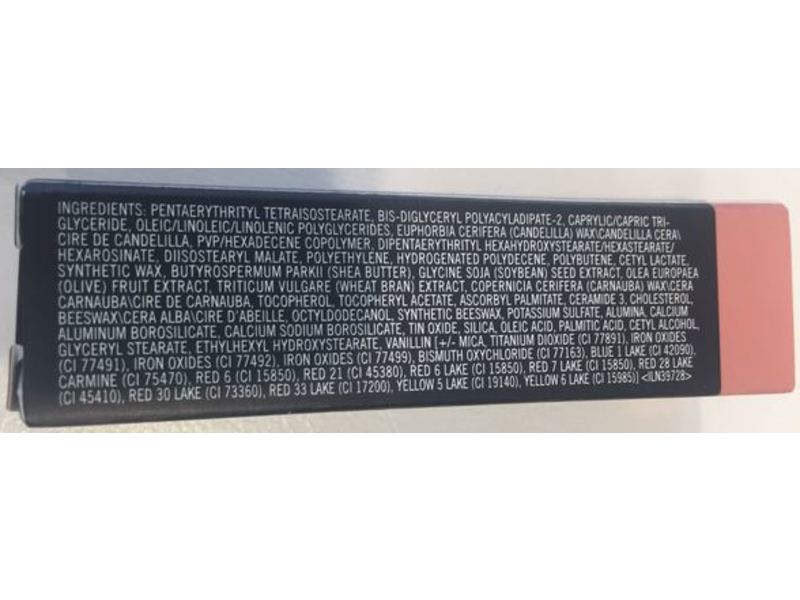 INGREDIENTS: PENTAERYTHRITYL TETRAISOSTEARATE, BIS-DIGLYCERYL POLYACYLADIPATE-2, CAPRYLIC/CAPRIC TRI-
GLYCERIDE, OLEIC/LINOLEIC/LINOLENIC POLYGLYCERIDES, EUPHORBIA CERIFERA (CANDELILLA) WAX\CANDELILLA CERA\
CIRE DE CANDELILLA, PVP/HEXADECENE COPOLYMER, DIPENTAERYTHRITYL HEXAHYDROXYSTEARATE/HEXASTEARATE/
HEXAROSINATE, DIISOSTEARYL MALATE, POLYETHYLENE, HYDROGENATED POLYDECENE, POLYBUTENE, CETYL LACTATE,
SYNTHETIC WAX, BUTYROSPERMUM PARKII (SHEA BUTTER), GLYCINE SOJA (SOYBEAN) SEED EXTRACT, OLEA EUROPAEA
(OLIVE) FRUIT EXTRACT, TRITICUM VULGARE (WHEAT BRAN) EXTRACT, COPERNICIA CERIFERA (CARNAUBA) WAX\CERA
CARNAUBA\CIRE DE CARNAUBA, TOCOPHEROL, TOCOPHERYL ACETATE, ASCORBYL PALMITATE, CERAMIDE 3, CHOLESTEROL,
BEESWAX\CERA ALBA\CIRE D'ABEILLE, OCTYLDODECANOL, SYNTHETIC BEESWAX, POTASSIUM SULFATE, ALUMINA, CALCIUM
ALUMINUM BOROSILICATE, CALCIUM SODIUM BOROSILICATE, TIN OXIDE, SILICA, OLEIC ACID, PALMITIC ACID, CETYL ALCOHOL,
GLYCERYL STEARATE, ETHYLHEXYL HYDROXYSTEARATE, VANILLIN [+/- MICA, TITANIUM DIOXIDE (CI 77891), IRON OXIDES
(CI 77491), IRON OXIDES (CI 77492), IRON OXIDES (CI 77499), BISMUTH OXYCHLORIDE (CI 77163), BLUE 1 LAKE (CI 42090),
CARMINE (CI 75470), RED 6 (CI 15850), RED 21 (CI 45380), RED 6 LAKE (CI 15850), RED 7 LAKE (CI 15850), RED 28 LAKE
(CI 45410), RED 30 LAKE (CI 73360), RED 33 LAKE (CI 17200), YELLOW 5 LAKE (CI 19140), YELLOW 6 LAKE (CI 15985)] <ILN39728>